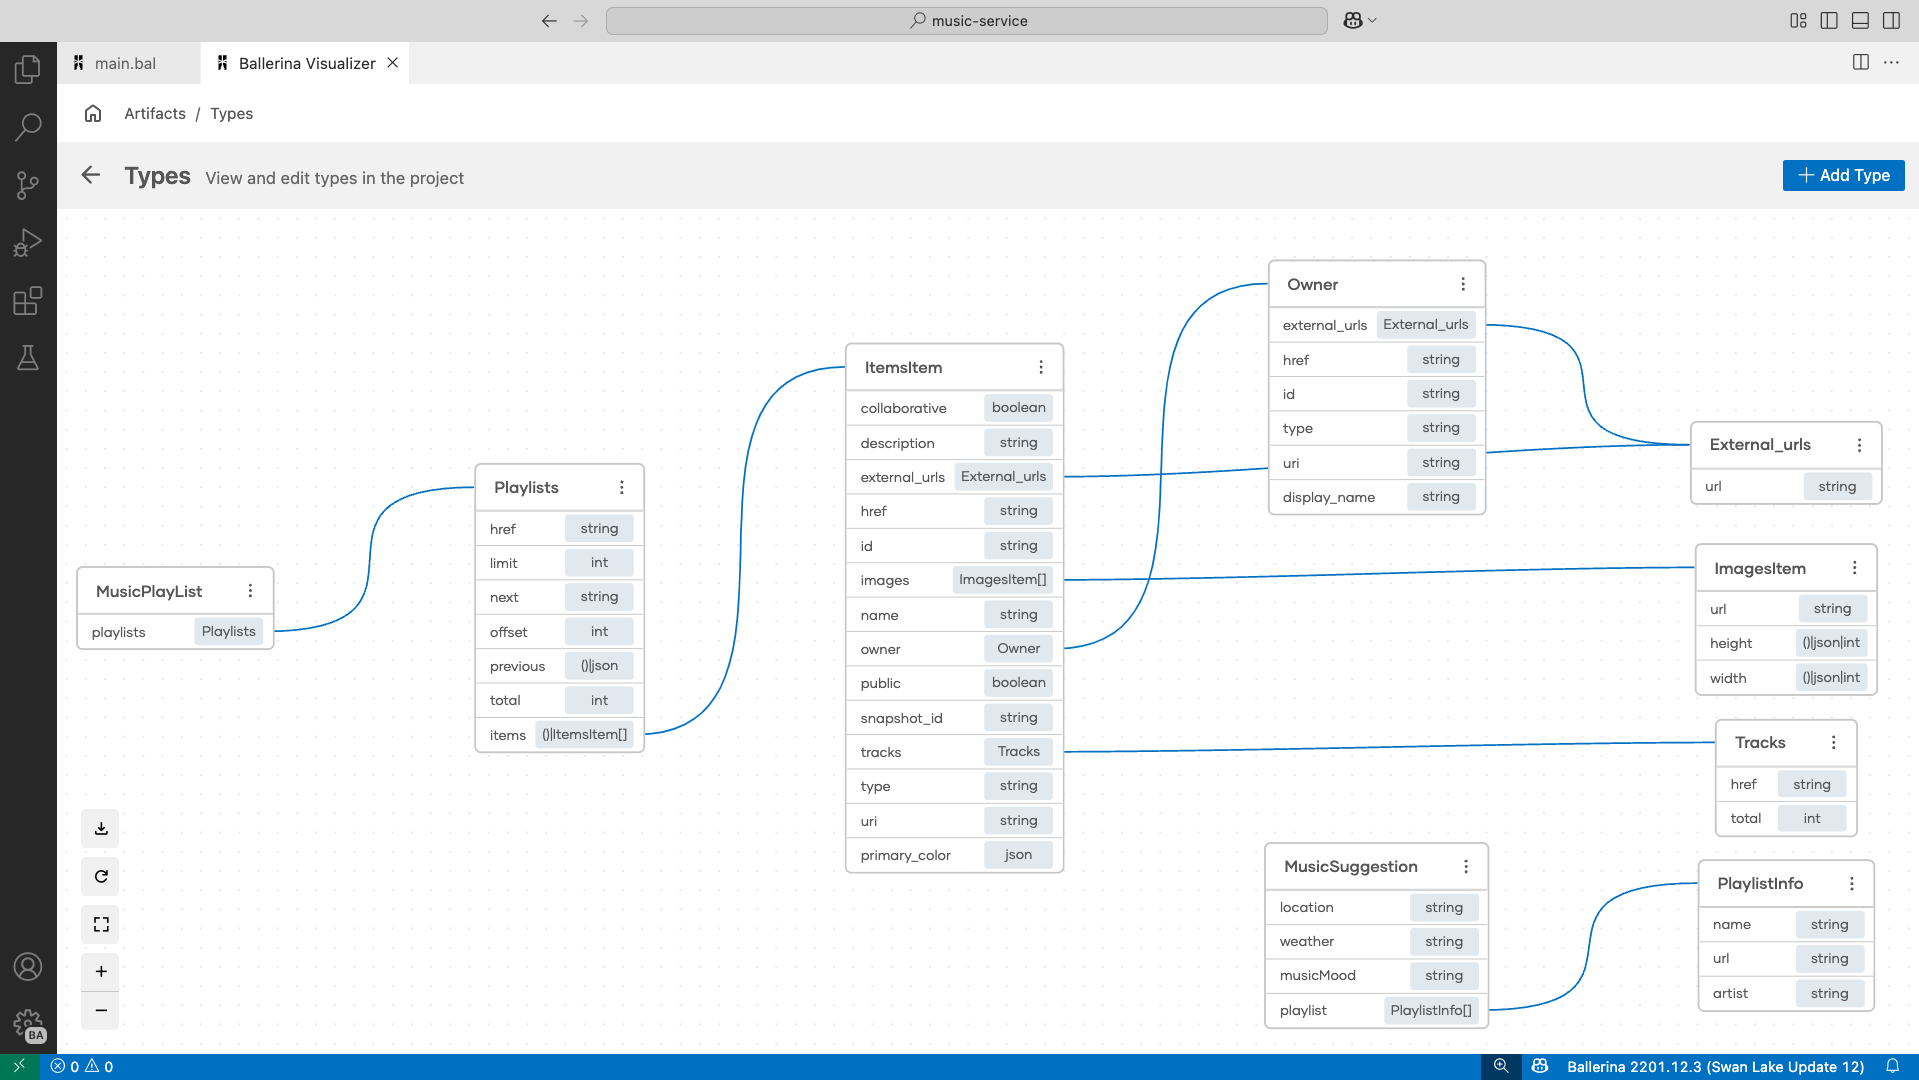 music-service
main.bal
Ballerina Visualizer
Artifacts / Types
Types View and edit types in the project
Add Type
MusicPlayList
playlists Playlists
Playlists
href string
limit int
next string
offset int
previous ()|json
total int
items ()|ItemsItem[]
ItemsItem
collaborative boolean
description string
external_urls External_urls
href string
id string
images ImagesItem[]
name string
owner Owner
public boolean
snapshot_id string
tracks Tracks
type string
uri string
primary_color json
Owner
external_urls External_urls
href string
id string
type string
uri string
display_name string
External_urls
url string
ImagesItem
url string
height ()|json|int
width ()|json|int
Tracks
href string
total int
MusicSuggestion
location string
weather string
musicMood string
playlist PlaylistInfo[]
PlaylistInfo
name string
url string
artist string
BA
0 0
Ballerina 2201.12.3 (Swan Lake Update 12)